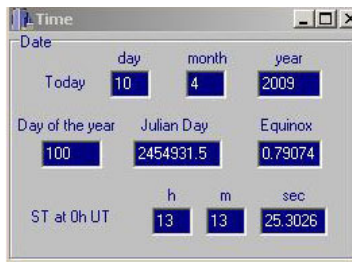 Time
Date
day month year
Today 10 4 2009
Day of the year Julian Day Equinox
100 2454931.5 0.79074
h m sec
ST at 0h UT 13 13 25.3026